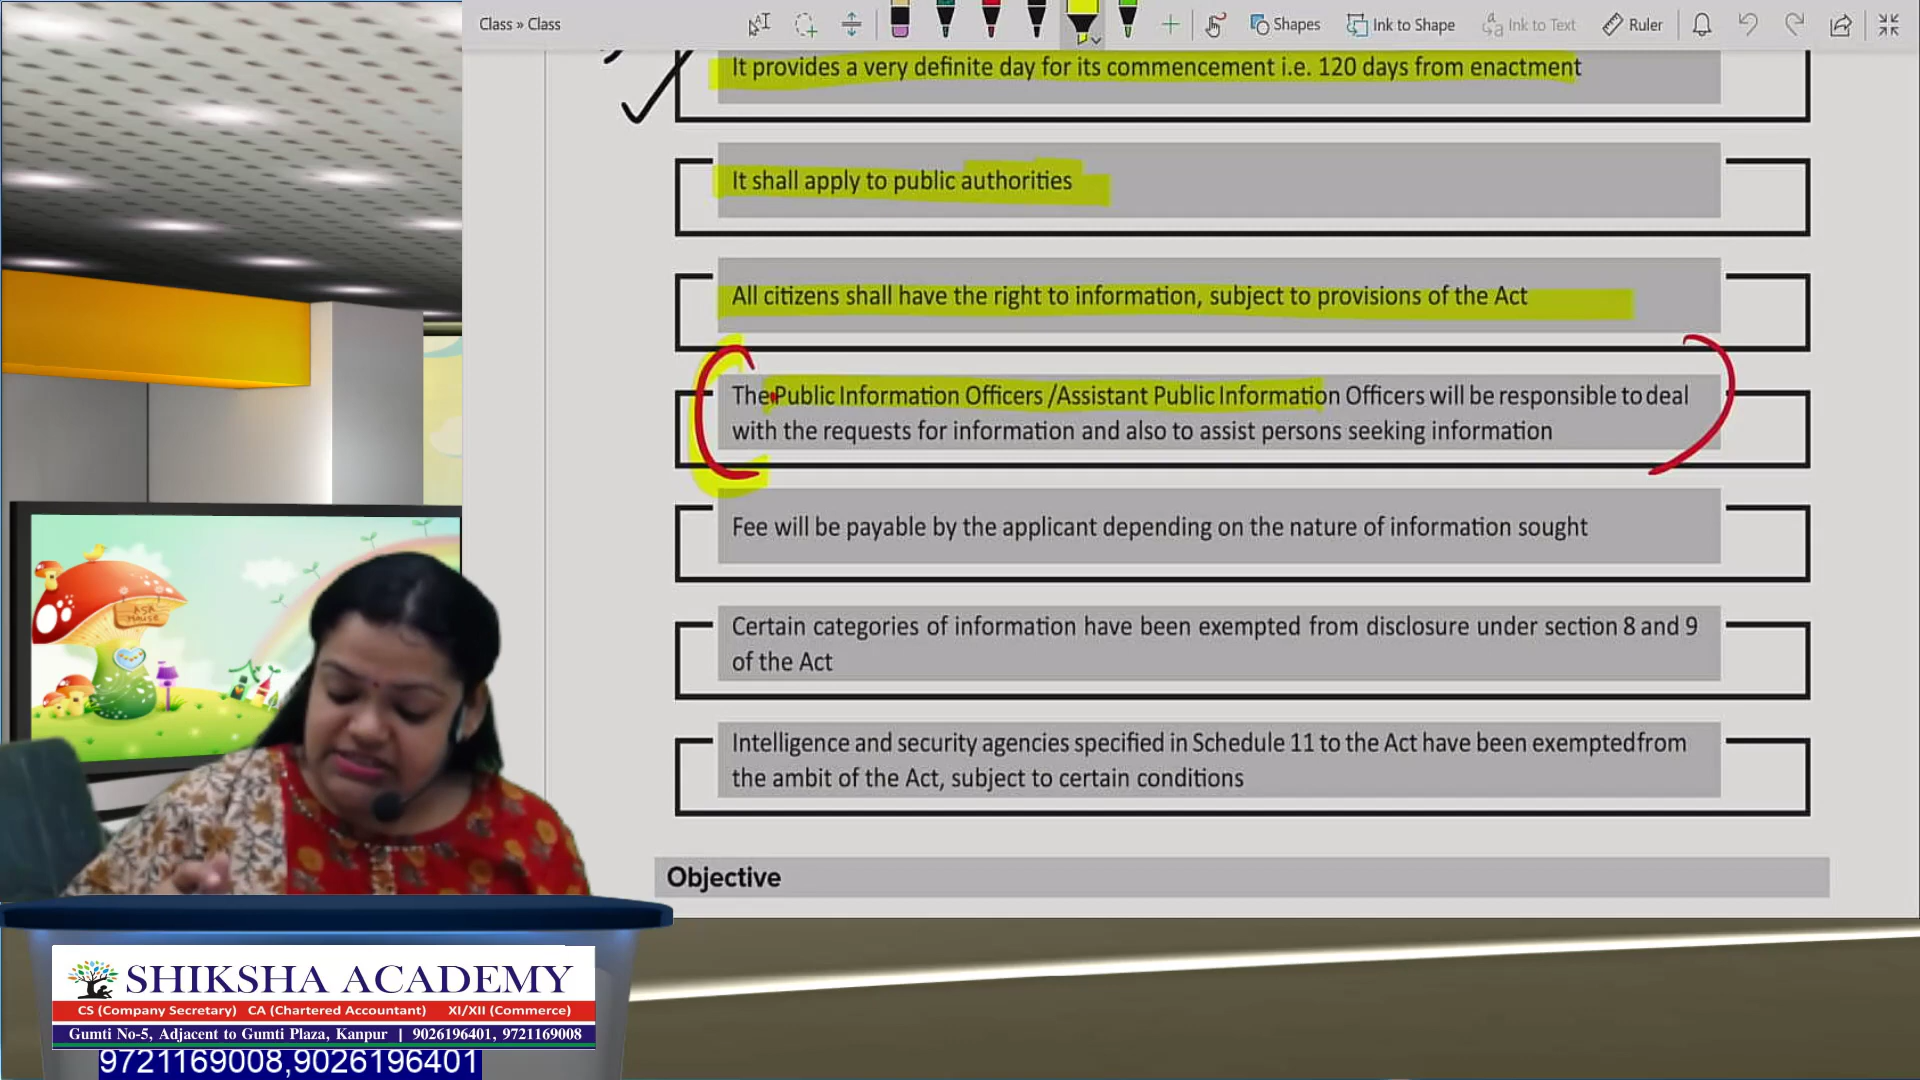 Class » Class
Shapes
Ink to Shape
Ink to Text
Ruler
It provides a very definite day for its commencement i.e. 120 days from enactment
It shall apply to public authorities
All citizens shall have the right to information, subject to provisions of the Act
The Public Information Officers /Assistant Public Information Officers will be responsible to deal
with the requests for information and also to assist persons seeking information
Fee will be payable by the applicant depending on the nature of information sought
Certain categories of information have been exempted from disclosure under section 8 and 9
of the Act
Intelligence and security agencies specified in Schedule 11 to the Act have been exemptedfrom
the ambit of the Act, subject to certain conditions
Objective
ASA
House
SHIKSHA ACADEMY
CS (Company Secretary) CA (Chartered Accountant) XI/XII (Commerce)
Gumti No-5, Adjacent to Gumti Plaza, Kanpur | 9026196401, 9721169008
9721169008,9026196401